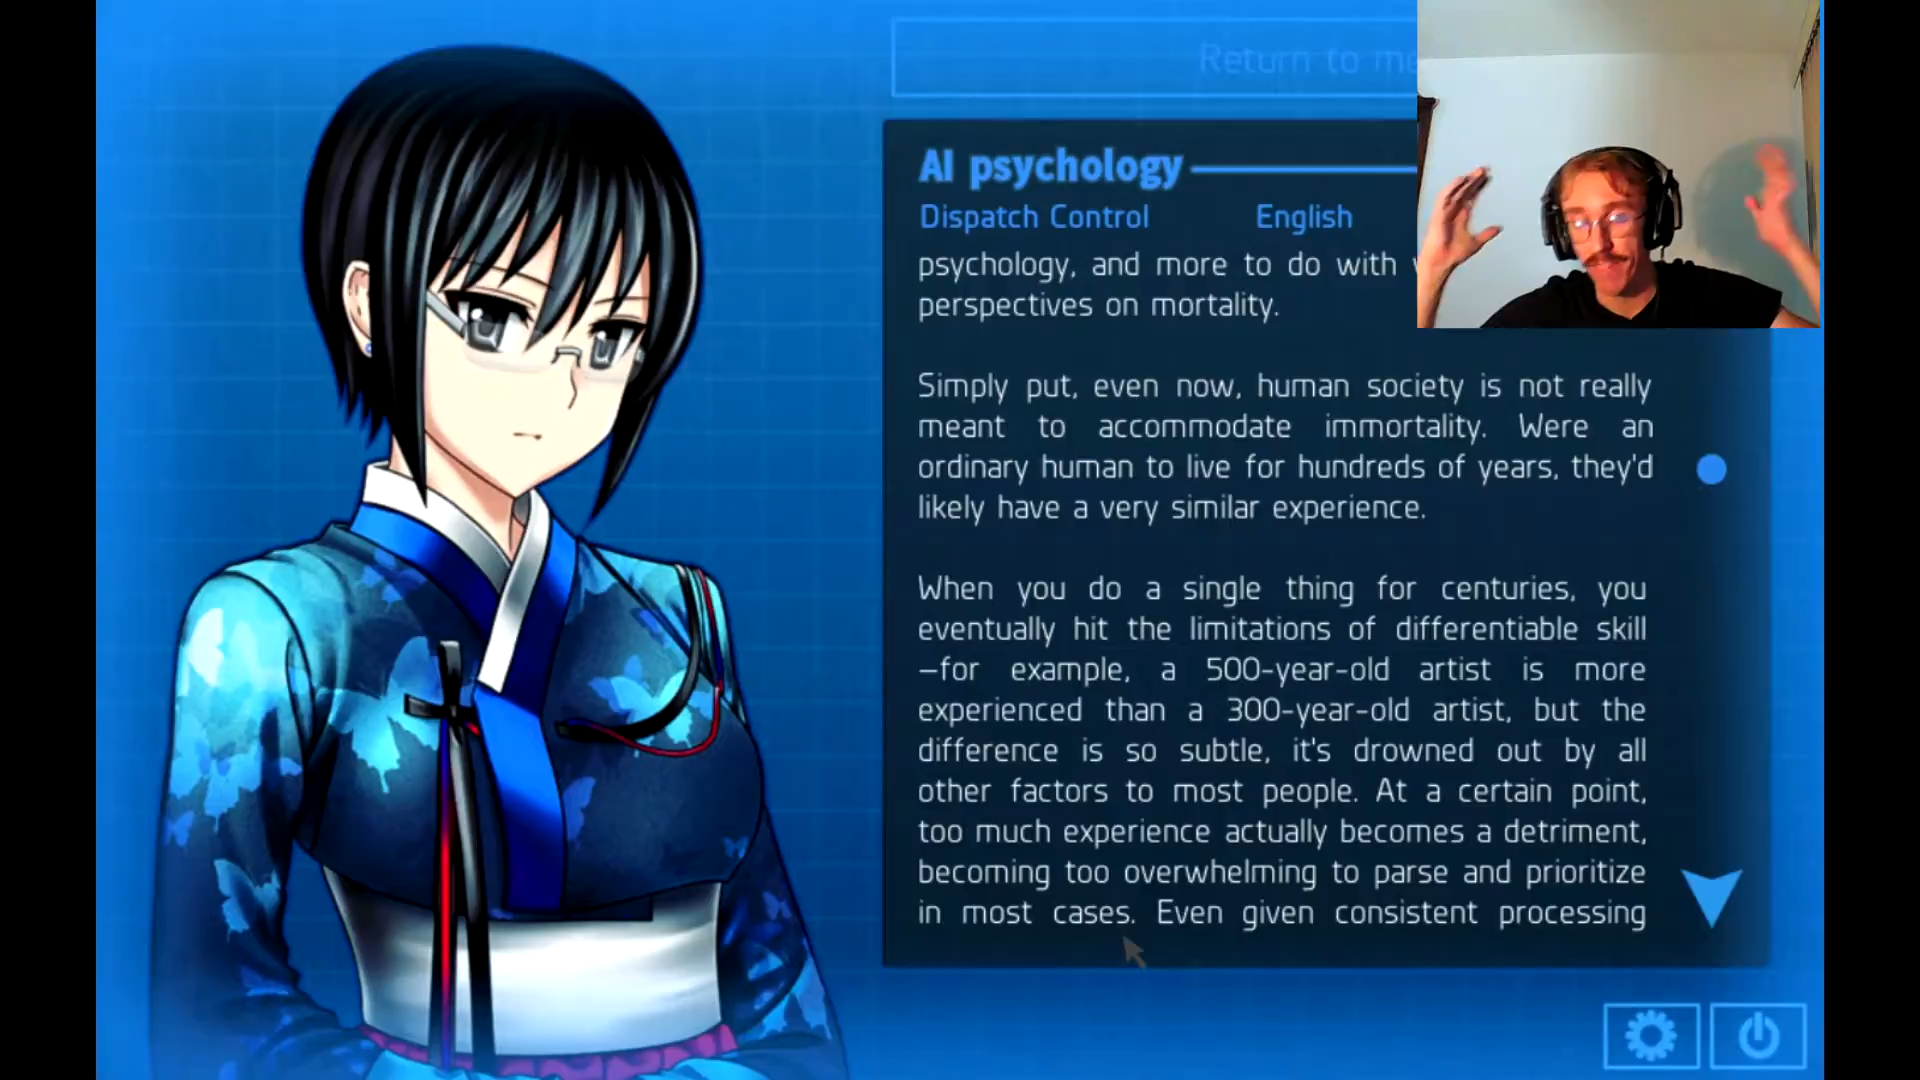 Return to
AI psychology
Dispatch Control English
psychology, and more to do with
perspectives on mortality.
Simply put, even now, human society is not really
meant to accommodate immortality. Were an
ordinary human to live for hundreds of years, they'd
likely have a very similar experience.
When you do a single thing for centuries, you
eventually hit the limitations of differentiable skill
—for example, a 500-year-old artist is more
experienced than a 300-year-old artist, but the
difference is so subtle, it's drowned out by all
other factors to most people. At a certain point,
too much experience actually becomes a detriment,
becoming too overwhelming to parse and prioritize
in most cases. Even given consistent processing